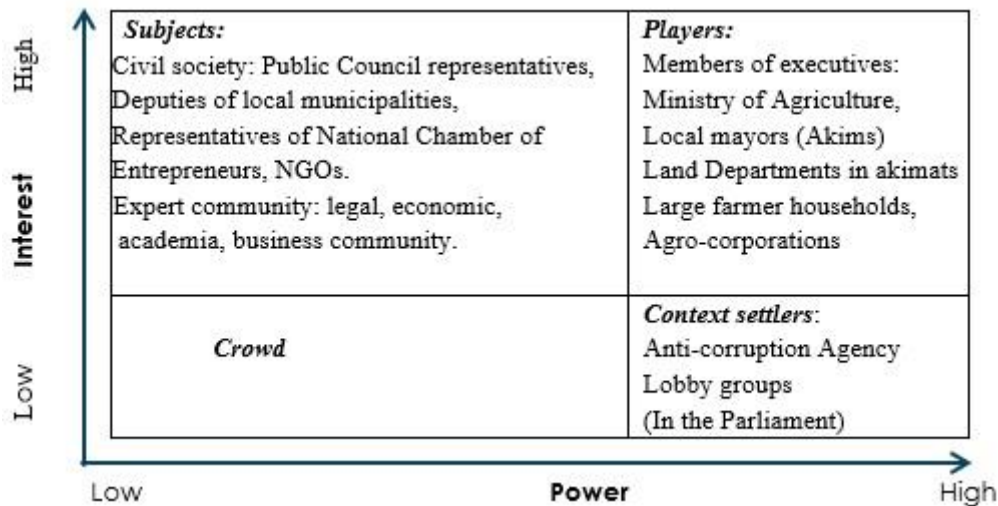 High
Interest
Low
Subjects:
Civil society: Public Council representatives,
Deputies of local municipalities,
Representatives of National Chamber of
Entrepreneurs, NGOs.
Expert community: legal, economic,
academia, business community.
Players:
Members of executives:
Ministry of Agriculture,
Local mayors (Akims)
Land Departments in akimats
Large farmer households,
Agro-corporations
Crowd
Context settlers:
Anti-corruption Agency
Lobby groups
(In the Parliament)
Low
Power
High